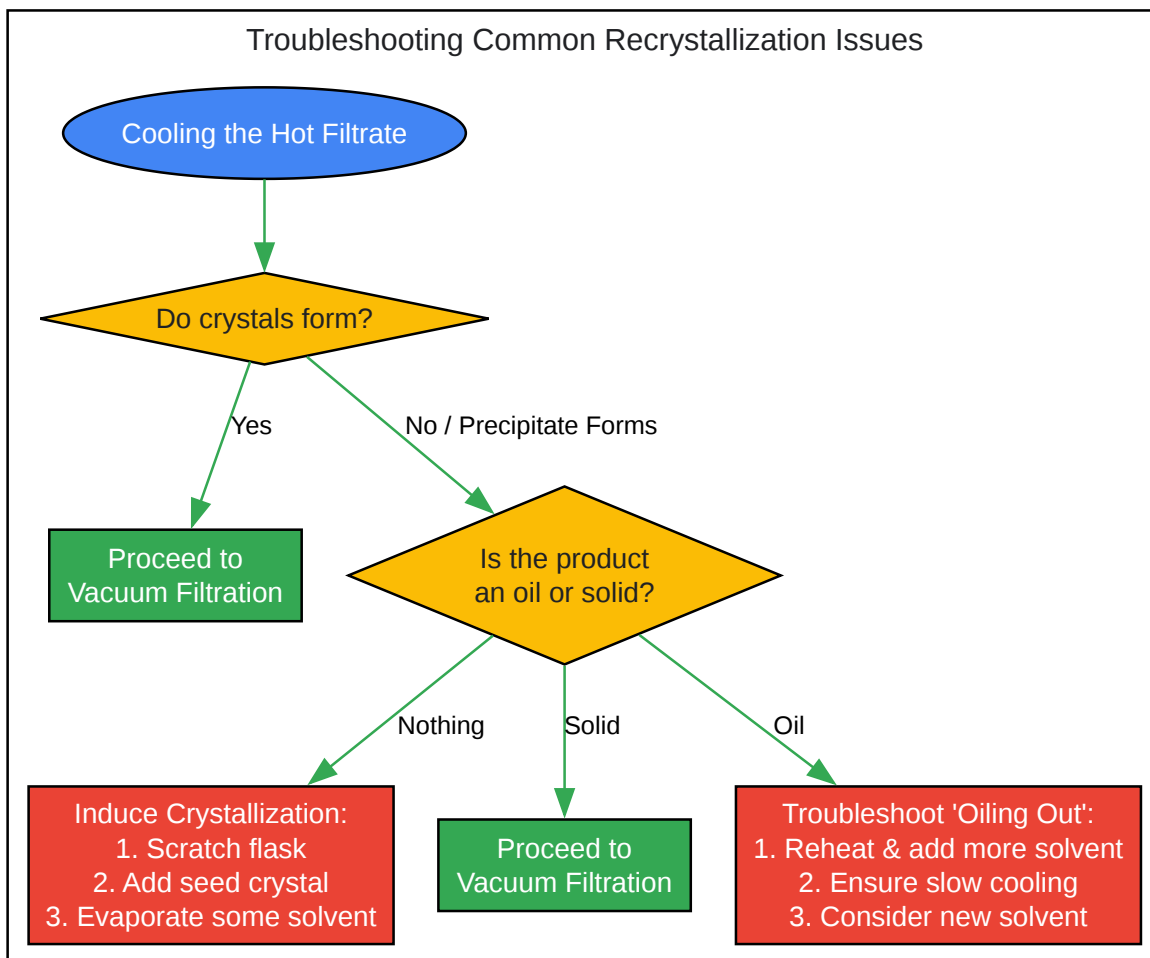 Troubleshooting Common Recrystallization Issues
Cooling the Hot Filtrate
Do crystals form?
Yes
No / Precipitate Forms
Proceed to
Vacuum Filtration
Is the product
an oil or solid?
Nothing
Solid
Oil
Induce Crystallization:
1. Scratch flask
2. Add seed crystal
3. Evaporate some solvent
Proceed to
Vacuum Filtration
Troubleshoot 'Oiling Out':
1. Reheat & add more solvent
2. Ensure slow cooling
3. Consider new solvent